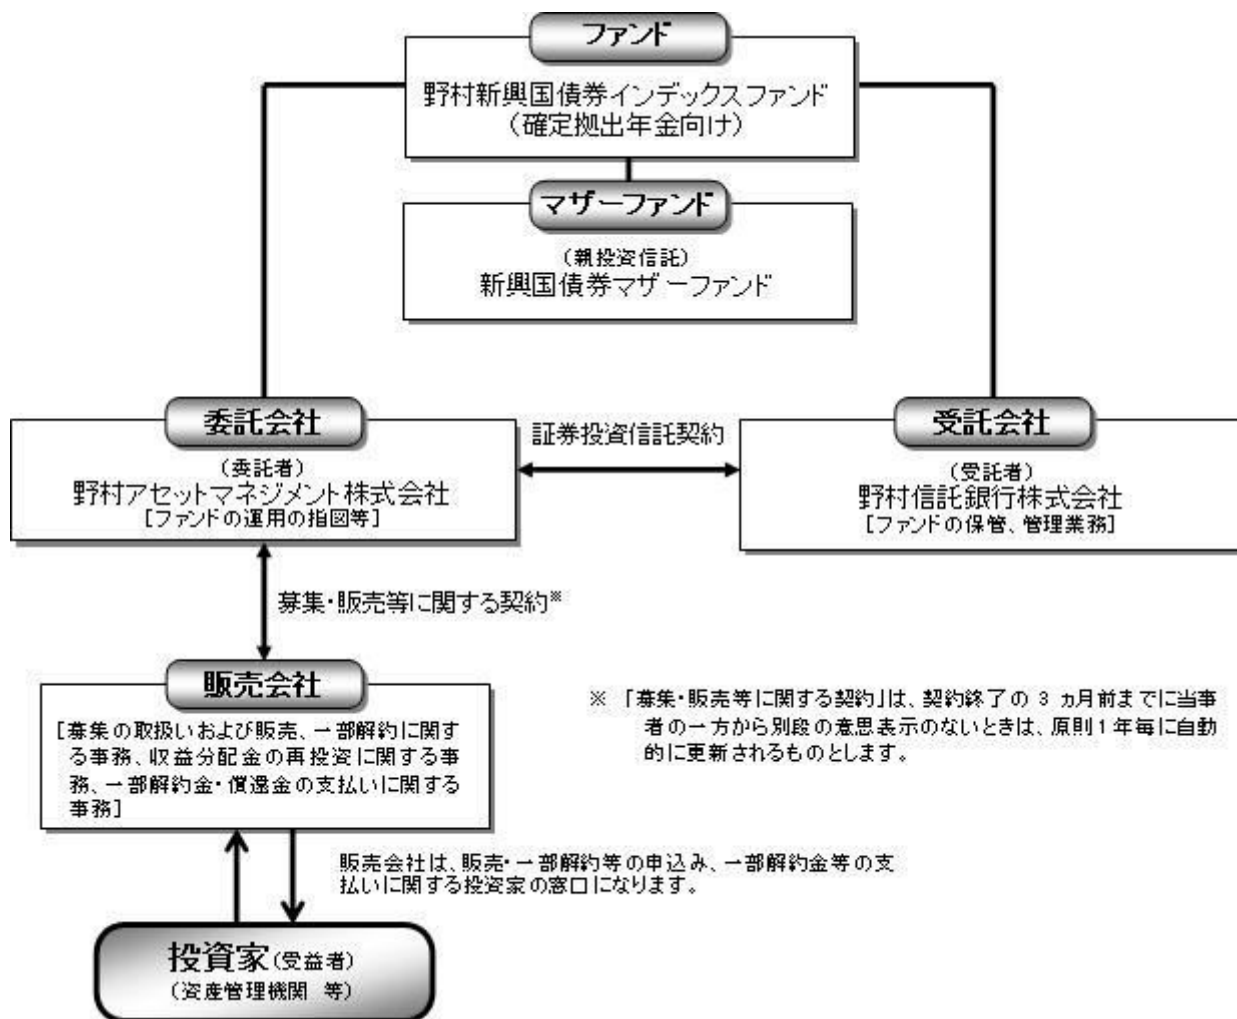 ファンド
野村新興国債券インデックスファンド
（確定拠出年金向け）
マザーファンド
（親投資信託）
新興国債券マザーファンド
委託会社
（委託者）
野村アセットマネジメント株式会社
［ファンドの運用の指図等］
証券投資信託契約
受託会社
（受託者）
野村信託銀行株式会社
［ファンドの保管、管理業務］
募集・販売等に関する契約※
販売会社
［募集の取扱いおよび販売、一部解約に関す
る事務、収益分配金の再投資に関する事
務、一部解約金・償還金の支払いに関する
事務］
※ 「募集・販売等に関する契約」は、契約終了の 3 ヵ月前までに当事
者の一方から別段の意思表示のないときは、原則１年毎に自動
的に更新されるものとします。
販売会社は、販売・一部解約等の申込み、一部解約金等の支
払いに関する投資家の窓口になります。
投資家（受益者）
（資産管理機関 等）